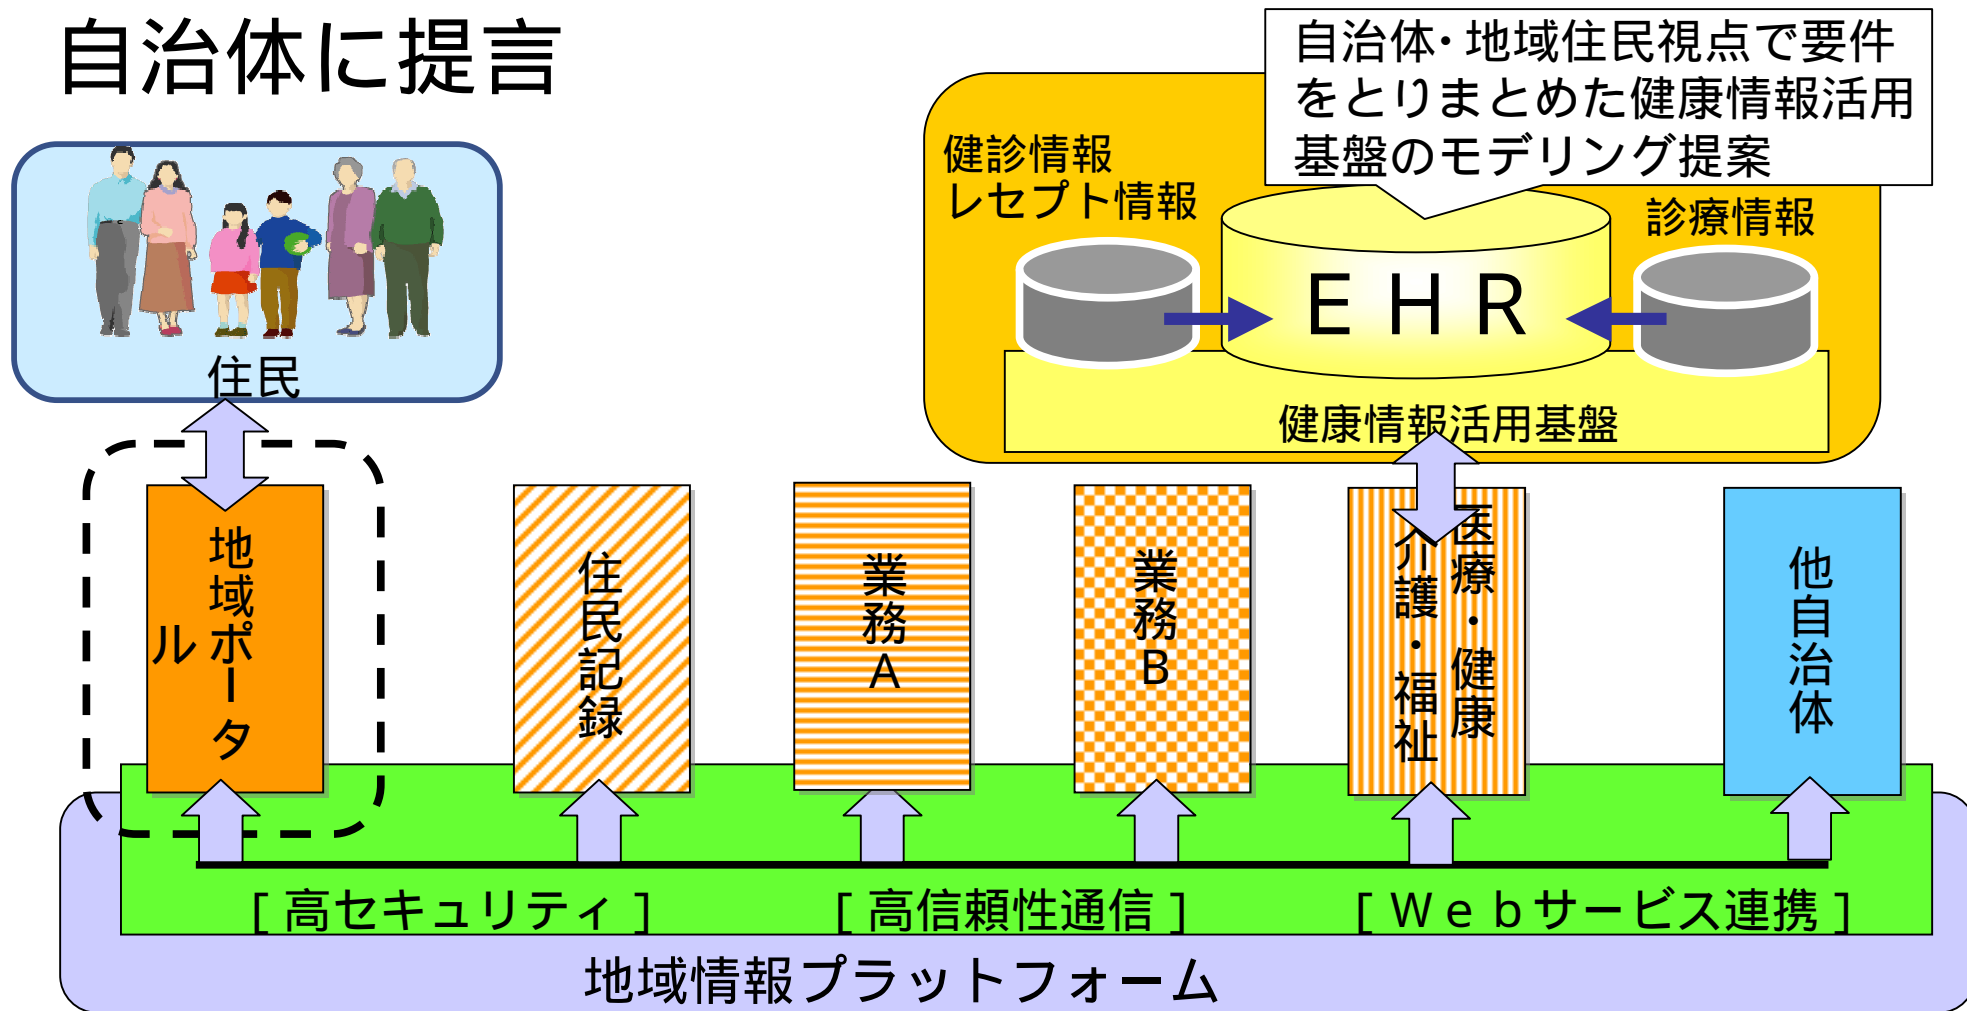 自治体に提言
自治体・地域住民視点で要件
をとりまとめた健康情報活用
基盤のモデリング提案
健診情報
レセプト情報
診療情報
ＥＨＲ
健康情報活用基盤
住民
地域ポータ
ル
住民記録
業務A
業務B
医療・健康
介護・福祉
他自治体
[ 高セキュリティ ]
[ 高信頼性通信 ]
[ Ｗｅｂサービス連携 ]
地域情報プラットフォーム